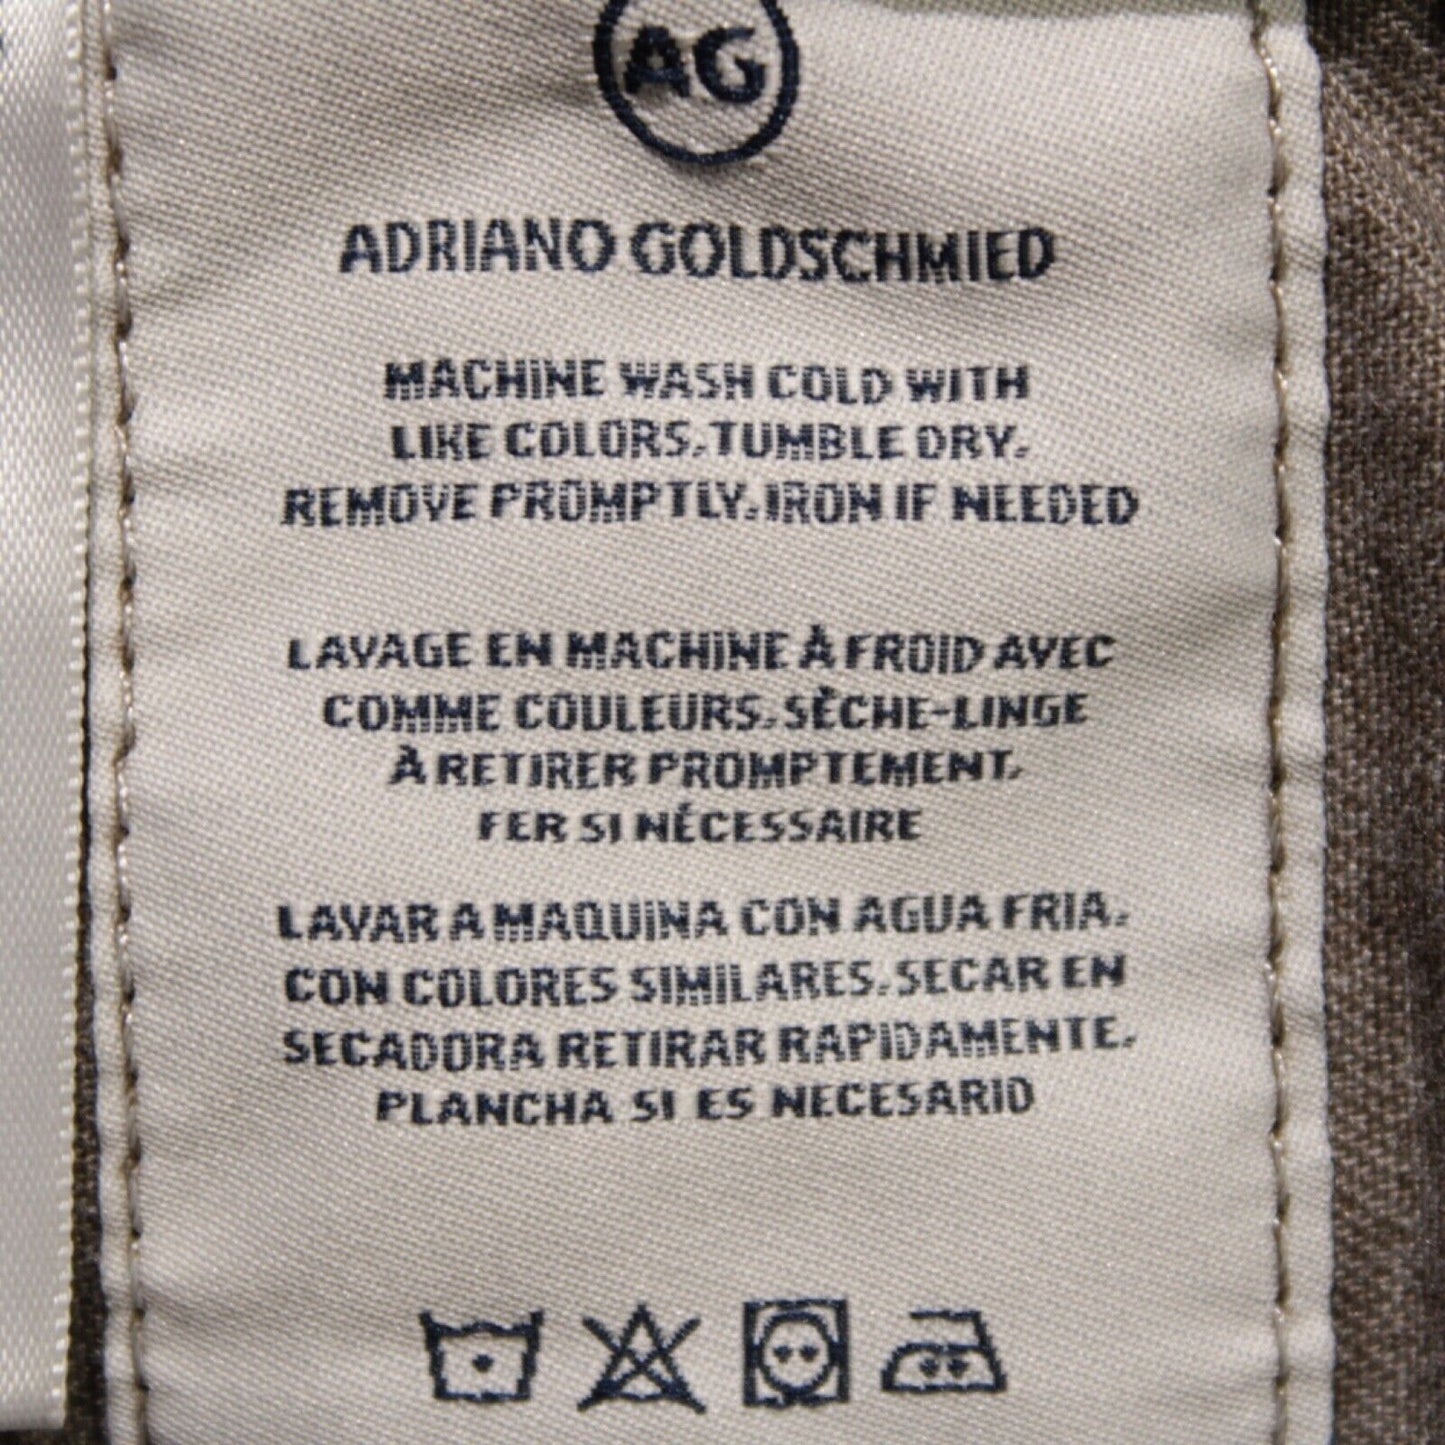 AG
ADRIANO GOLDSCHMIED
MACHINE WASH COLD WITH
LIKE COLORS, TUMBLE DRY,
REMOVE PROMPTLY, IRON IF NEEDED
LAVAGE EN MACHINE À FROID AVEC
COMME COULEURS, SÈCHE-LINGE
À RETIRER PROMPTEMENT,
FER SI NÉCESSAIRE
LAVAR A MAQUINA CON AGUA FRIA,
CON COLORES SIMILARES, SECAR EN
SECADORA RETIRAR RAPIDAMENTE,
PLANCHA SI ES NECESARIO